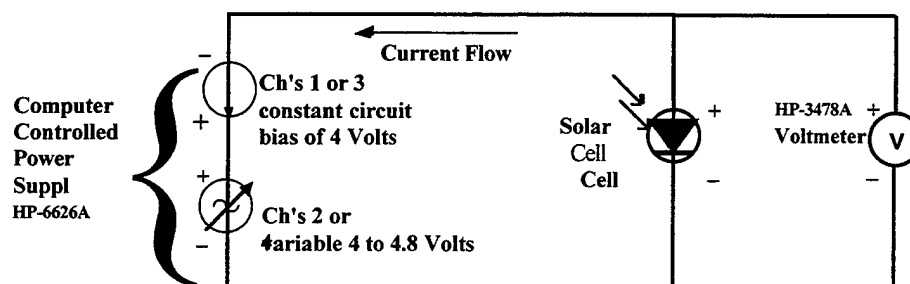 Current Flow
−
Ch's 1 or 3
constant circuit
bias of 4 Volts
+
Computer
Controlled
Power
Suppl
HP-6626A
+
Ch's 2 or
4ariable 4 to 4.8 Volts
−
Solar
Cell
Cell
+
−
HP-3478A
Voltmeter
+
V
−